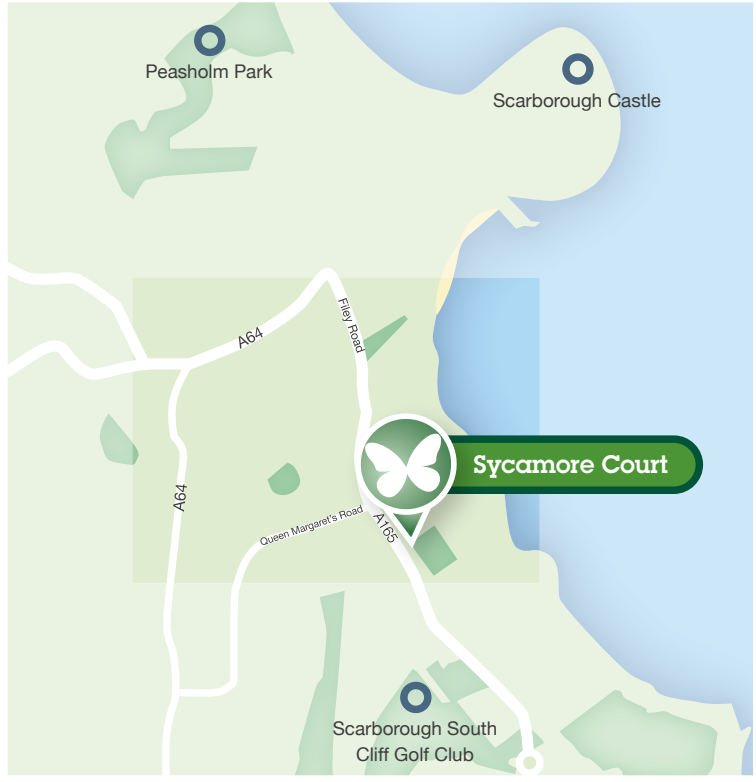 Peasholm Park
Scarborough Castle
Filey Road
A64
Sycamore Court
A64
Queen Margaret's Road
A165
Scarborough South
Cliff Golf Club